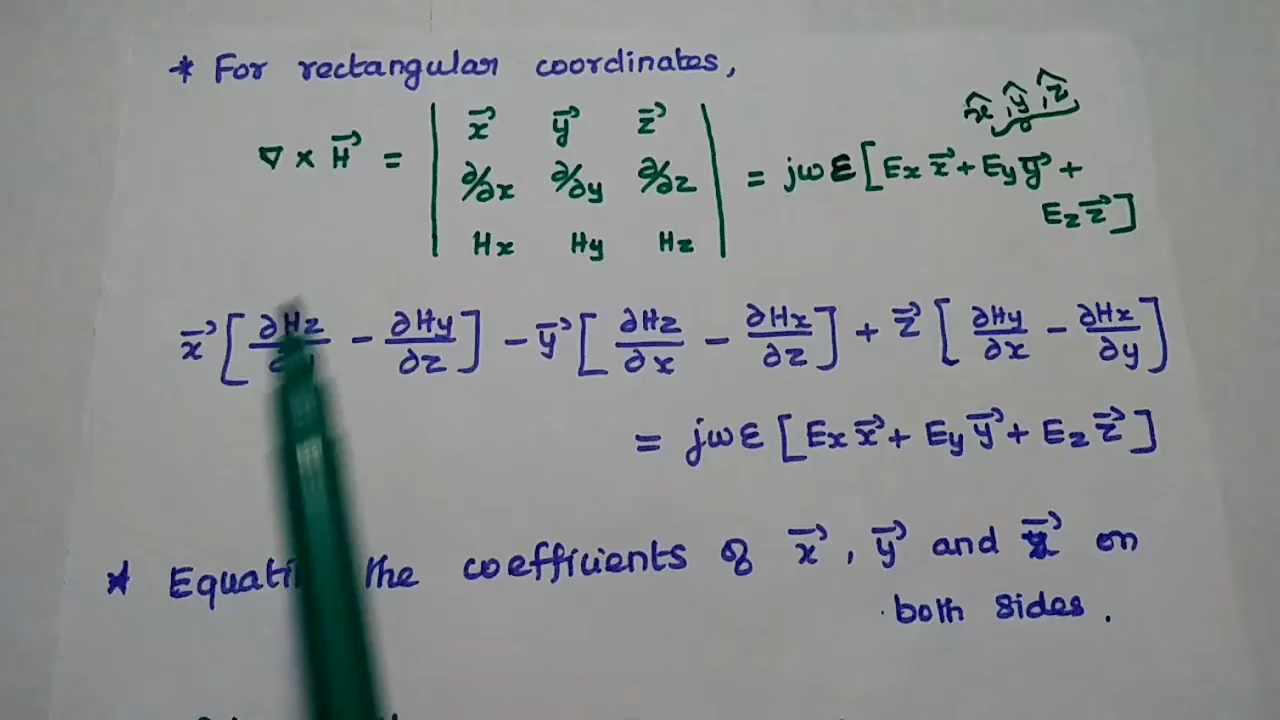 * For rectangular coordinates,
x̂, ŷ, ẑ
∇ × H⃗ = | x⃗ y⃗ z⃗ | = jωε [Ex x⃗ + Ey y⃗ +
∂/∂x ∂/∂y ∂/∂z
Ez z⃗]
Hx Hy Hz
x⃗ [∂Hz - ∂Hy/∂z] - y⃗ [∂Hz/∂x - ∂Hx/∂z] + z⃗ [∂Hy/∂x - ∂Hx/∂y]
= jωε [Ex x⃗ + Ey y⃗ + Ez z⃗]
* Equati the coefficients of x⃗, y⃗ and z⃗ on
both sides.